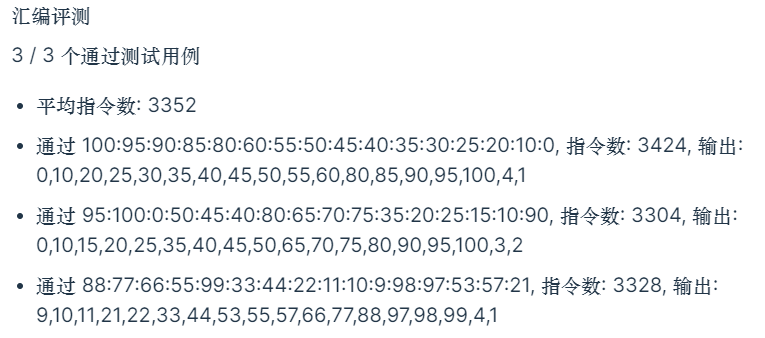 汇编评测
3 / 3 个通过测试用例
平均指令数: 3352
通过 100:95:90:85:80:60:55:50:45:40:35:30:25:20:10:0, 指令数: 3424, 输出:
0,10,20,25,30,35,40,45,50,55,60,80,85,90,95,100,4,1
通过 95:100:0:50:45:40:80:65:70:75:35:20:25:15:10:90, 指令数: 3304, 输出:
0,10,15,20,25,35,40,45,50,65,70,75,80,90,95,100,3,2
通过 88:77:66:55:99:33:44:22:11:10:9:98:97:53:57:21, 指令数: 3328, 输出:
9,10,11,21,22,33,44,53,55,57,66,77,88,97,98,99,4,1